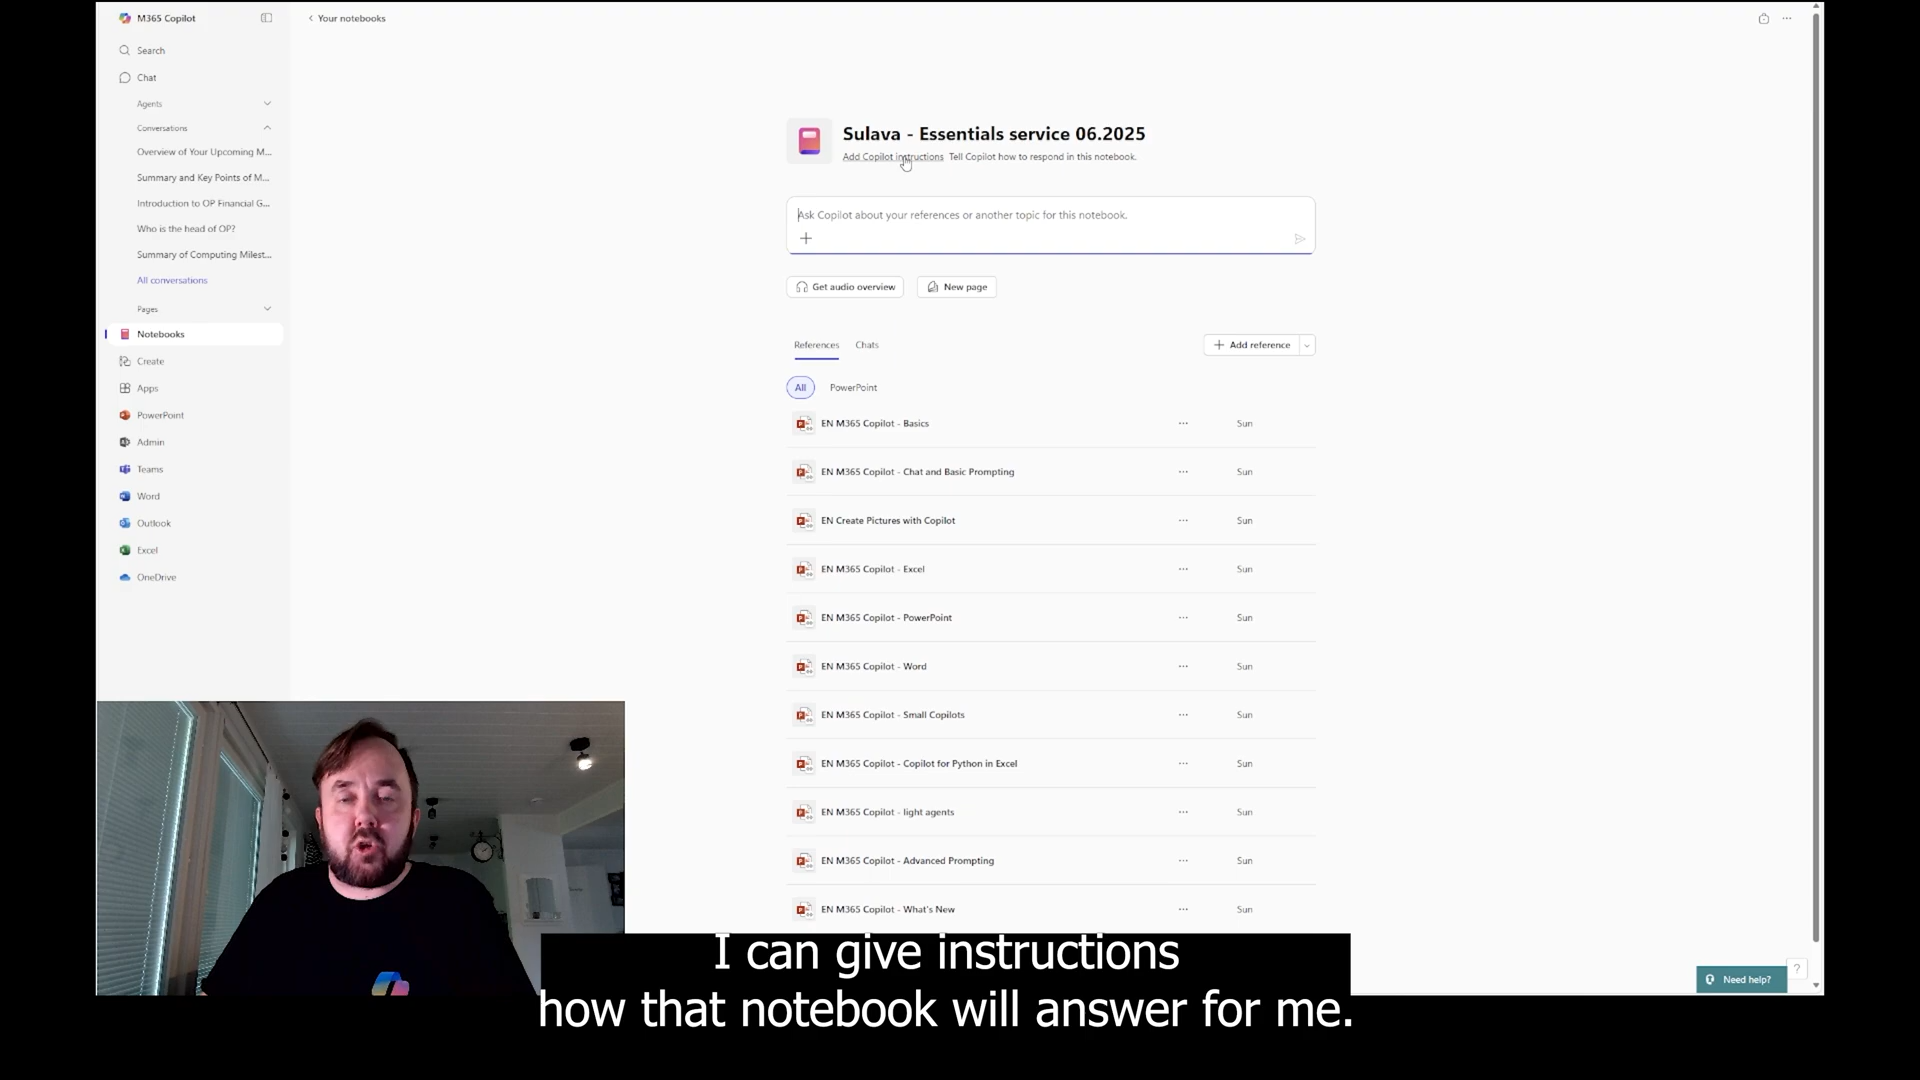 M365 Copilot
Search
Chat
Agents
Conversations
Overview of Your Upcoming M...
Summary and Key Points of M...
Introduction to OP Financial G...
Who is the head of OP?
Summary of Computing Milest...
All conversations
Pages
Notebooks
Create
Apps
PowerPoint
Admin
Teams
Word
Outlook
Excel
OneDrive
Your notebooks
Sulava - Essentials service 06.2025
Add Copilot instructions Tell Copilot how to respond in this notebook.
Ask Copilot about your references or another topic for this notebook.
Get audio overview
New page
References
Chats
Add reference
All
PowerPoint
EN M365 Copilot - Basics ... Sun
EN M365 Copilot - Chat and Basic Prompting ... Sun
EN Create Pictures with Copilot ... Sun
EN M365 Copilot - Excel ... Sun
EN M365 Copilot - PowerPoint ... Sun
EN M365 Copilot - Word ... Sun
EN M365 Copilot - Small Copilots ... Sun
EN M365 Copilot - Copilot for Python in Excel ... Sun
EN M365 Copilot - light agents ... Sun
EN M365 Copilot - Advanced Prompting ... Sun
EN M365 Copilot - What's New ... Sun
Need help?
?
I can give instructions
how that notebook will answer for me.